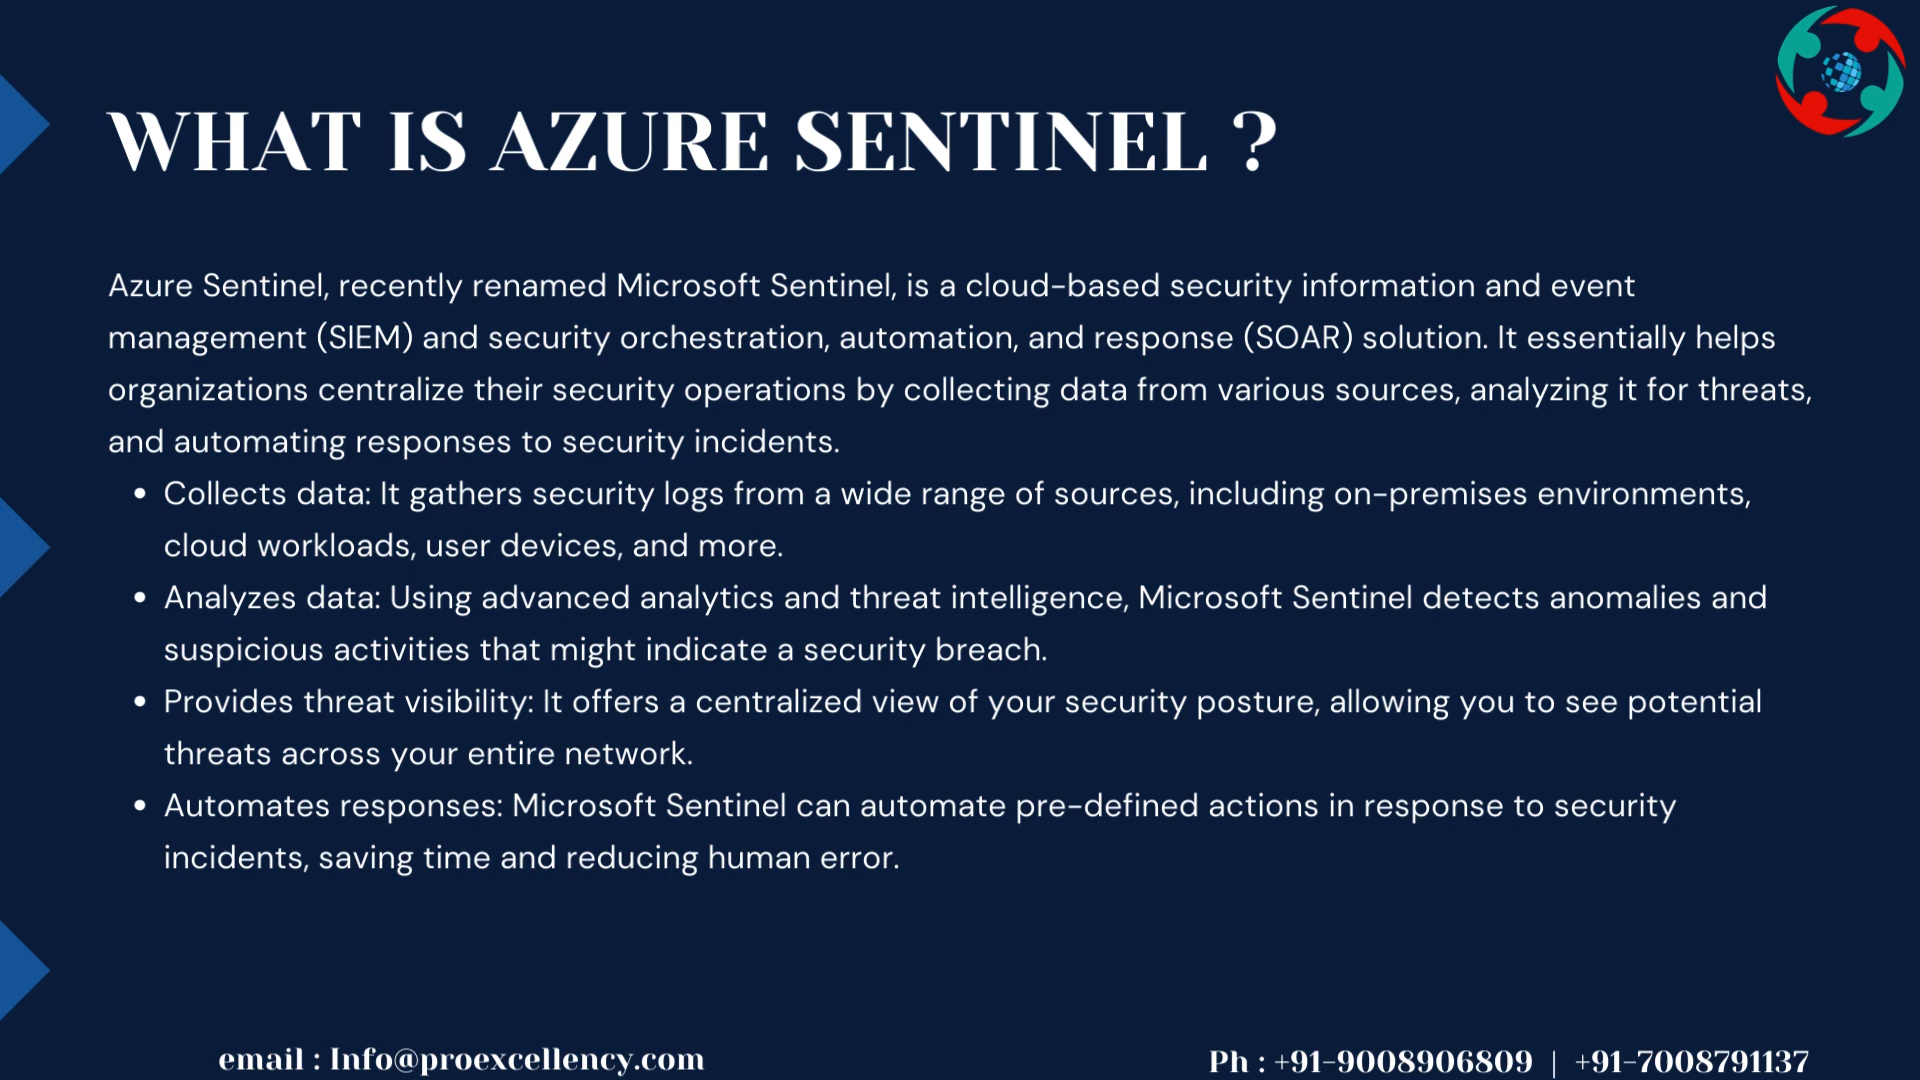 WHAT IS AZURE SENTINEL ?
Azure Sentinel, recently renamed Microsoft Sentinel, is a cloud-based security information and event
management (SIEM) and security orchestration, automation, and response (SOAR) solution. It essentially helps
organizations centralize their security operations by collecting data from various sources, analyzing it for threats,
and automating responses to security incidents.
• Collects data: It gathers security logs from a wide range of sources, including on-premises environments,
cloud workloads, user devices, and more.
• Analyzes data: Using advanced analytics and threat intelligence, Microsoft Sentinel detects anomalies and
suspicious activities that might indicate a security breach.
• Provides threat visibility: It offers a centralized view of your security posture, allowing you to see potential
threats across your entire network.
• Automates responses: Microsoft Sentinel can automate pre-defined actions in response to security
incidents, saving time and reducing human error.
email : Info@proexcellency.com
Ph : +91-9008906809 | +91-7008791137